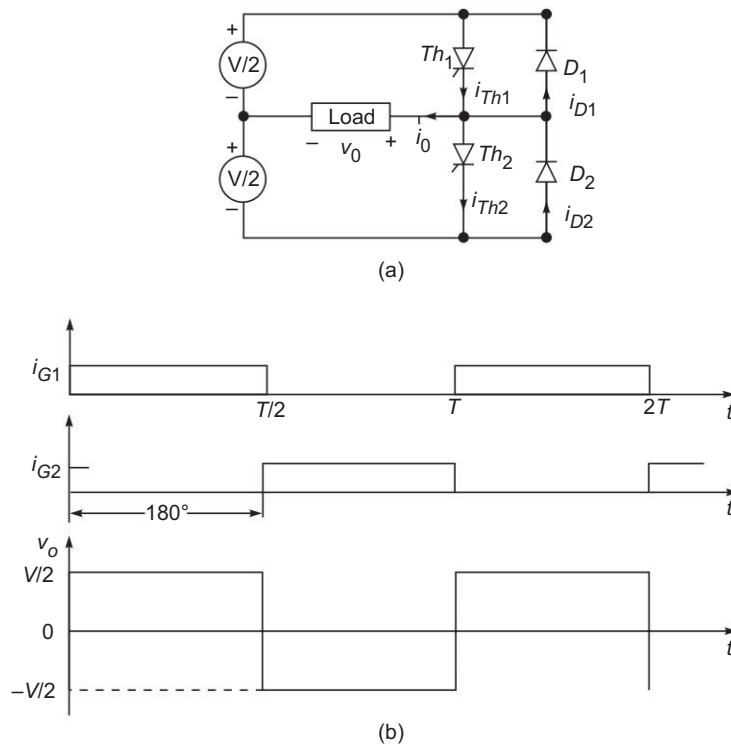 +
V/2
–
Th1
D1
iTh1
iD1
Load
– v0 +
i0
+
V/2
–
Th2
D2
iTh2
iD2
(a)
iG1
T/2
T
2T
t
iG2
180°
t
vo
V/2
0
t
–V/2
(b)